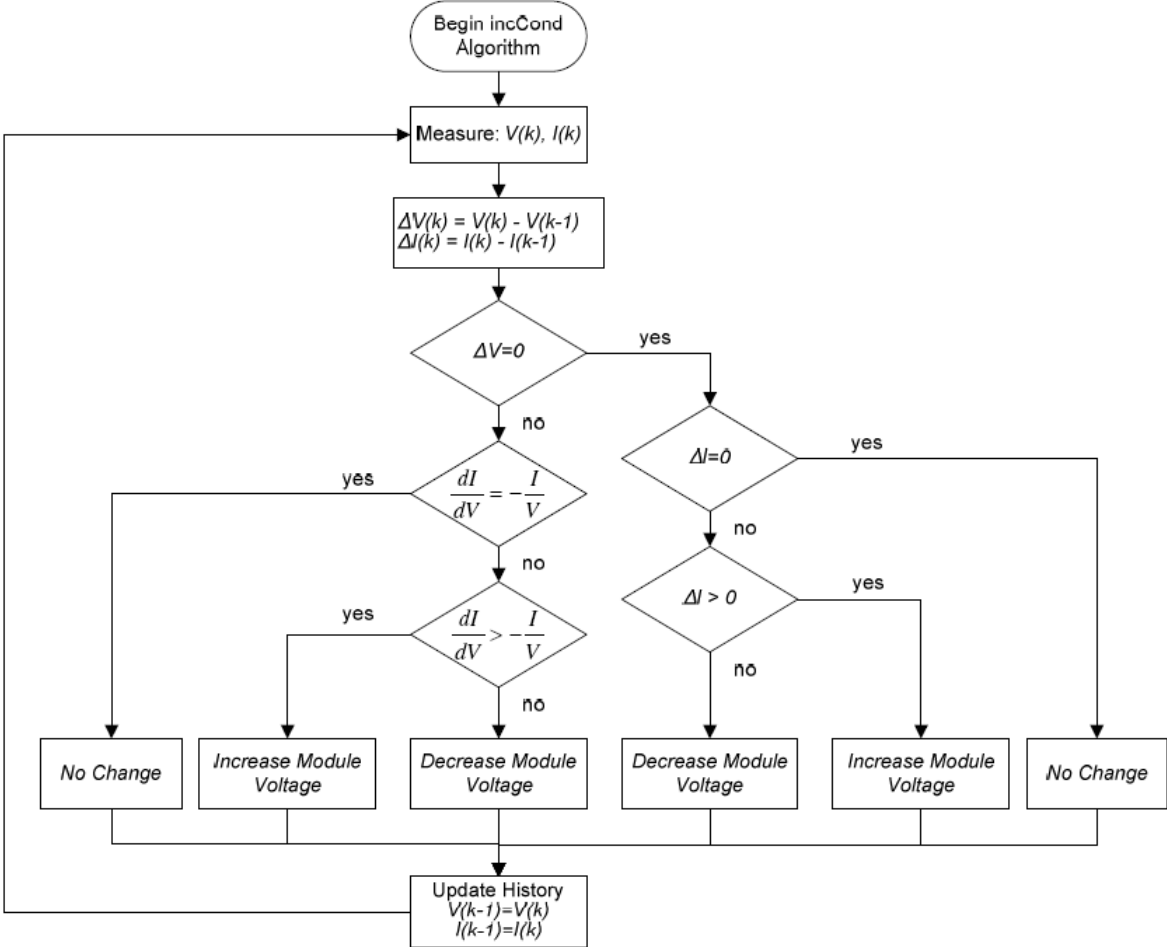 Begin incCond
Algorithm
Measure: V(k), I(k)
ΔV(k) = V(k) - V(k-1)
ΔI(k) = I(k) - I(k-1)
ΔV=0
yes
no
ΔI=0
yes
dI/dV = -I/V
yes
no
no
ΔI > 0
yes
dI/dV > -I/V
yes
no
no
No Change
Increase Module
Voltage
Decrease Module
Voltage
Decrease Module
Voltage
Increase Module
Voltage
No Change
Update History
V(k-1)=V(k)
I(k-1)=I(k)